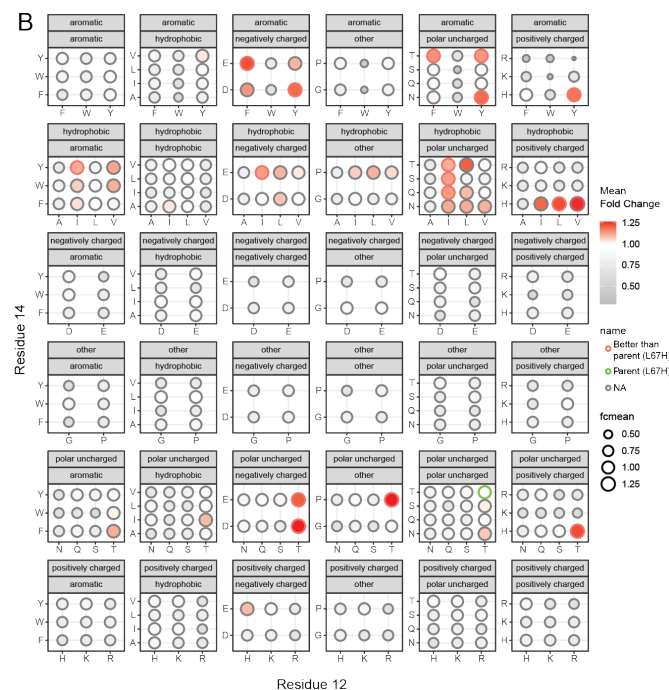 B
aromatic aromatic aromatic aromatic aromatic aromatic
aromatic hydrophobic negatively charged other polar uncharged positively charged
Y V E P T R
L S
W I K
Q
F A D G N H
F W Y F W Y F W Y F W Y F W Y F W Y
hydrophobic hydrophobic hydrophobic hydrophobic hydrophobic hydrophobic
aromatic hydrophobic negatively charged other polar uncharged positively charged
Y V E P T R
L S
W I K
Q
F A D G N H
A I L V A I L V A I L V A I L V A I L V A I L V
negatively charged negatively charged negatively charged negatively charged negatively charged negatively charged
aromatic hydrophobic negatively charged other polar uncharged positively charged
Y V E P T R
L S
W I K
Q
F A D G N H
D E D E D E D E D E D E
other other other other other other
aromatic hydrophobic negatively charged other polar uncharged positively charged
Y V E P T R
L S
W I K
Q
F A D G N H
G P G P G P G P G P G P
polar uncharged polar uncharged polar uncharged polar uncharged polar uncharged polar uncharged
aromatic hydrophobic negatively charged other polar uncharged positively charged
Y V E P T R
L S
W I K
Q
F A D G N H
N Q S T N Q S T N Q S T N Q S T N Q S T N Q S T
positively charged positively charged positively charged positively charged positively charged positively charged
aromatic hydrophobic negatively charged other polar uncharged positively charged
Y V E P T R
L S
W I K
Q
F A D G N H
H K R H K R H K R H K R H K R H K R
Residue 12
Residue 14
Mean
Fold Change
1.25
1.00
0.75
0.50
name
Better than
parent (L67H)
Parent (L67H)
NA
fcmean
0.50
0.75
1.00
1.25